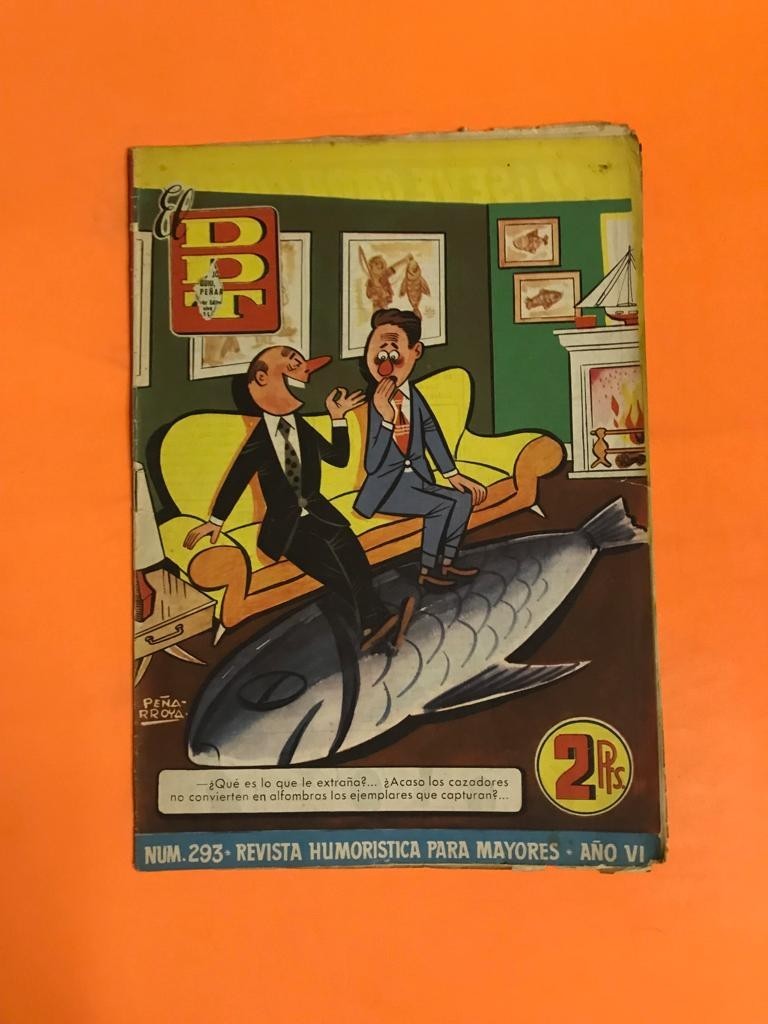 El
DDT
PEÑA-
RROYA.
—¿Qué es lo que le extraña?... ¿Acaso los cazadores
no convierten en alfombras los ejemplares que capturan?...
2 Pts.
NUM. 293 · REVISTA HUMORISTICA PARA MAYORES · AÑO VI